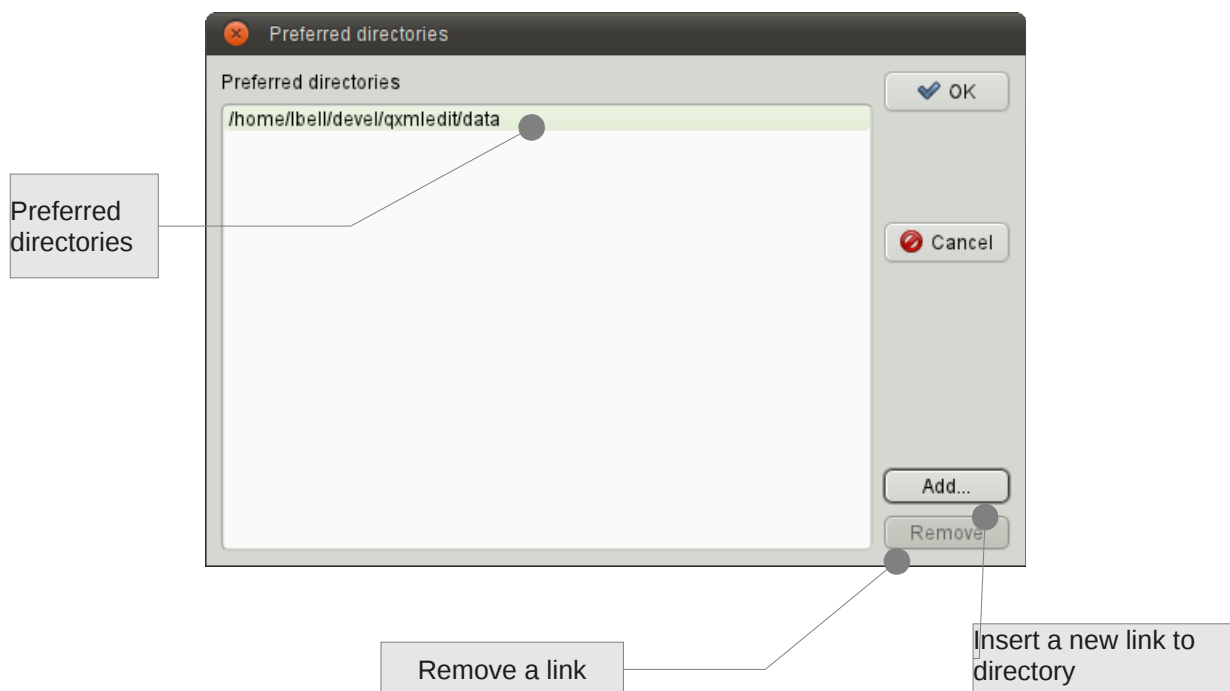 Preferred directories
Preferred directories
OK
/home/lbell/devel/qxmledit/data
Preferred
directories
Cancel
Add...
Remove
Insert a new link to
directory
Remove a link